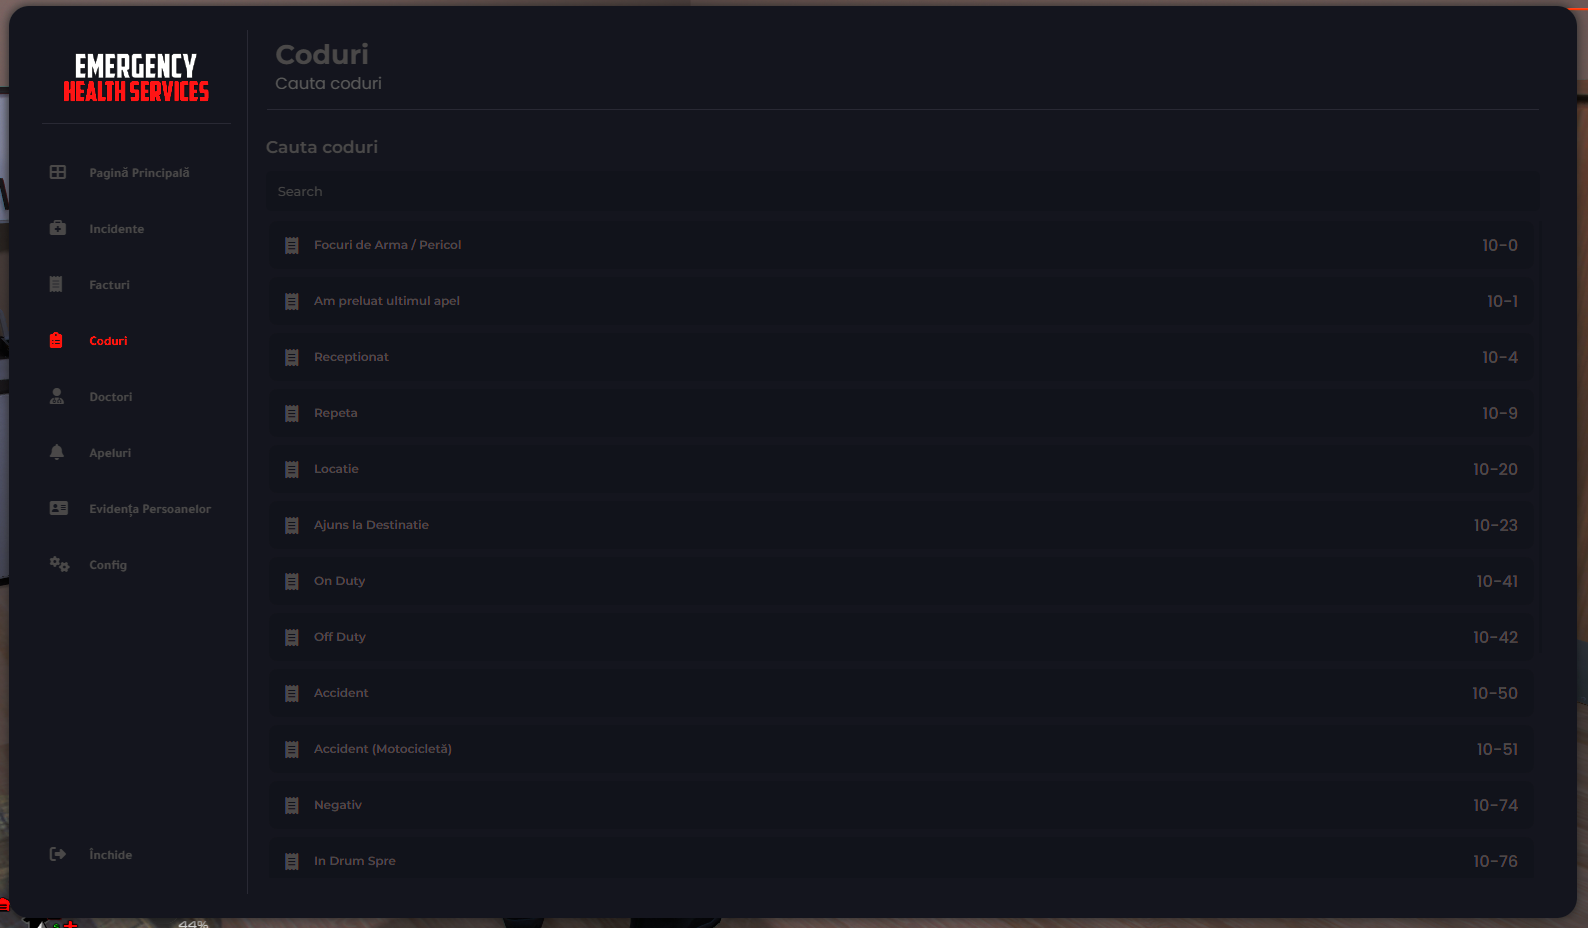 EMERGENCY
HEALTH SERVICES
Pagină Principală
Incidente
Facturi
Coduri
Doctori
Apeluri
Evidența Persoanelor
Config
Închide
Coduri
Cauta coduri
Cauta coduri
Search
Focuri de Arma / Pericol 10-0
Am preluat ultimul apel 10-1
Receptionat 10-4
Repeta 10-9
Locatie 10-20
Ajuns la Destinatie 10-23
On Duty 10-41
Off Duty 10-42
Accident 10-50
Accident (Motocicletă) 10-51
Negativ 10-74
In Drum Spre 10-76
44%